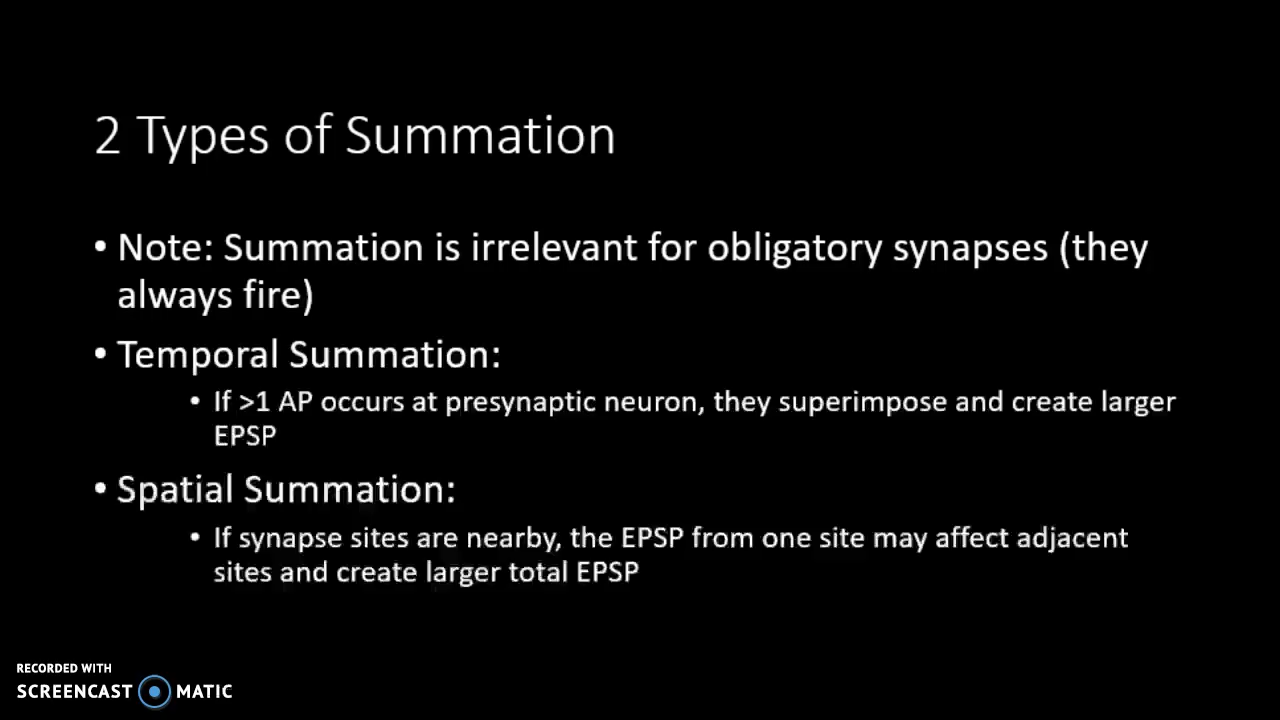 2 Types of Summation
• Note: Summation is irrelevant for obligatory synapses (they
always fire)
• Temporal Summation:
• If >1 AP occurs at presynaptic neuron, they superimpose and create larger
EPSP
• Spatial Summation:
• If synapse sites are nearby, the EPSP from one site may affect adjacent
sites and create larger total EPSP
RECORDED WITH
SCREENCAST MATIC